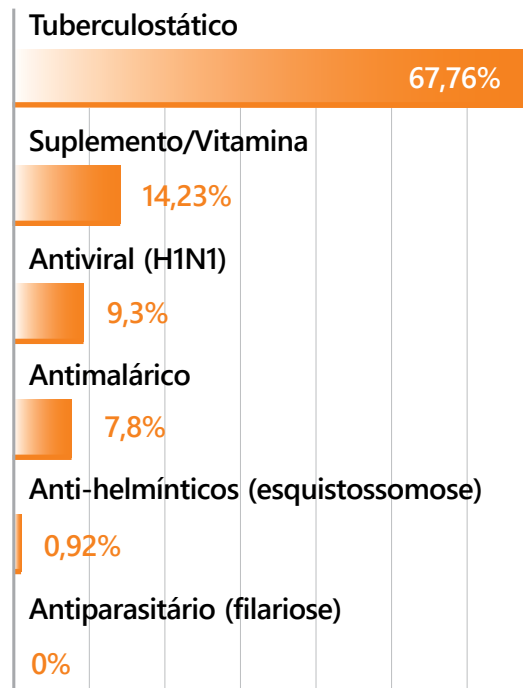 Tuberculostático
67,76%
Suplemento/Vitamina
14,23%
Antiviral (H1N1)
9,3%
Antimalárico
7,8%
Anti-helmínticos (esquistossomose)
0,92%
Antiparasitário (filariose)
0%